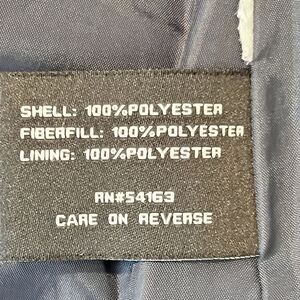 SHELL: 100%POLYESTER
FIBERFILL: 100%POLYESTER
LINING: 100%POLYESTER
RN#54163
CARE ON REVERSE